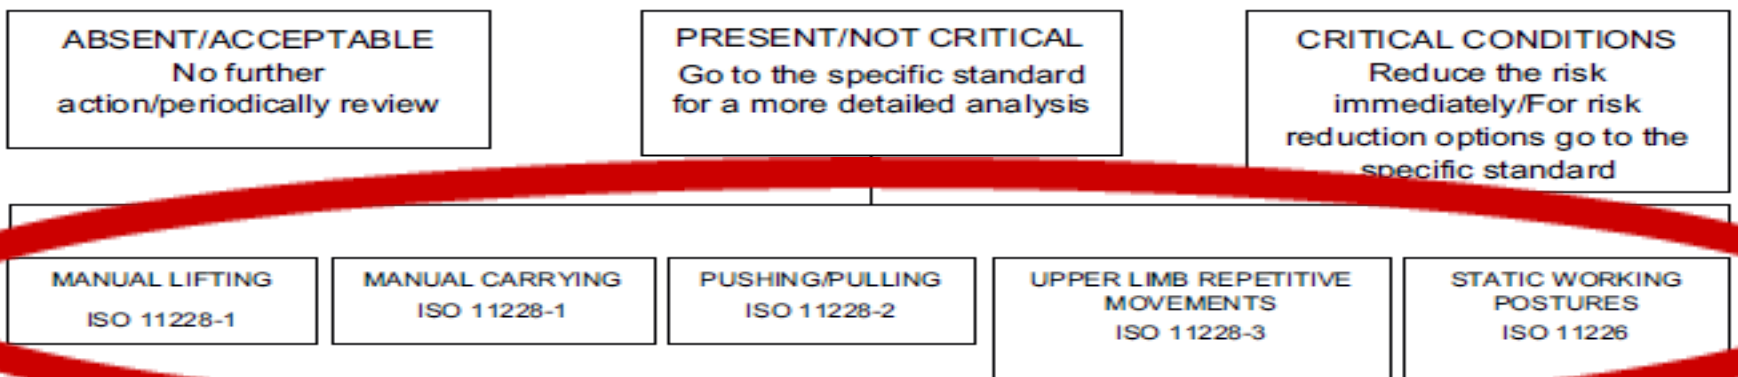 ABSENT/ACCEPTABLE
No further
action/periodically review
PRESENT/NOT CRITICAL
Go to the specific standard
for a more detailed analysis
CRITICAL CONDITIONS
Reduce the risk
immediately/For risk
reduction options go to the
specific standard
MANUAL LIFTING
ISO 11228-1
MANUAL CARRYING
ISO 11228-1
PUSHING/PULLING
ISO 11228-2
UPPER LIMB REPETITIVE
MOVEMENTS
ISO 11228-3
STATIC WORKING
POSTURES
ISO 11226